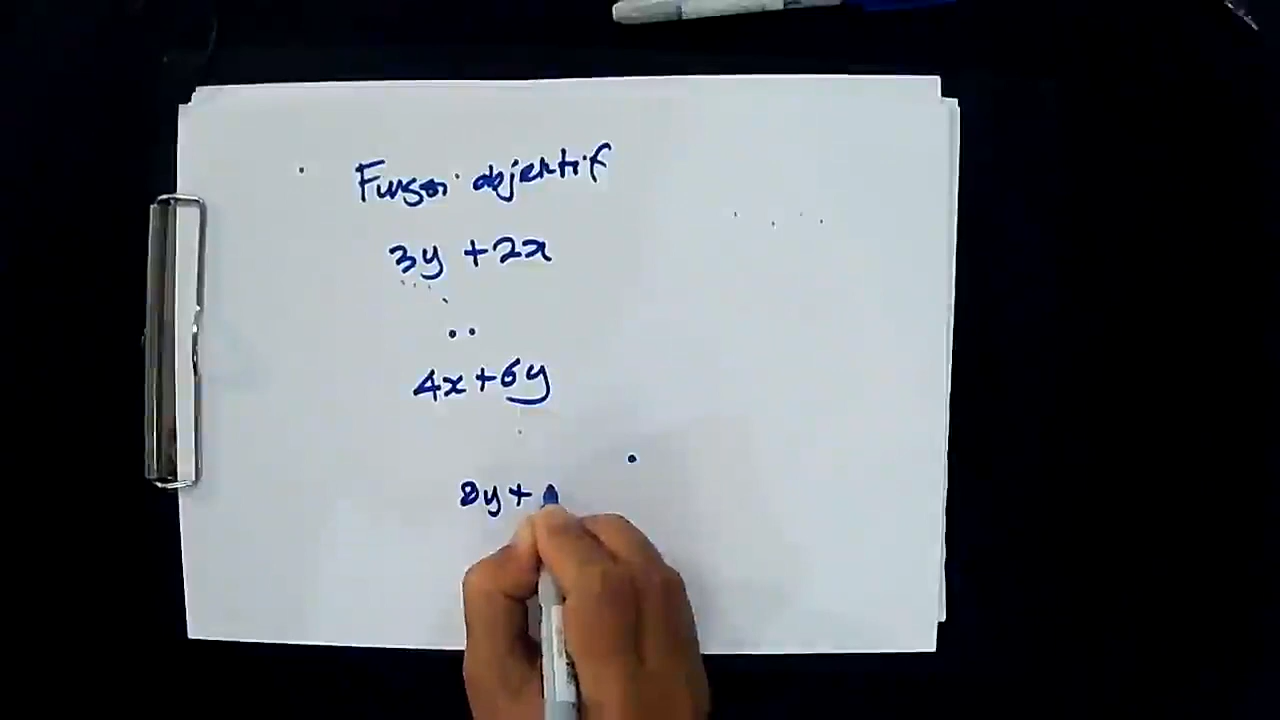 Fungsi objektif
3y + 2x
4x + 6y
8y +